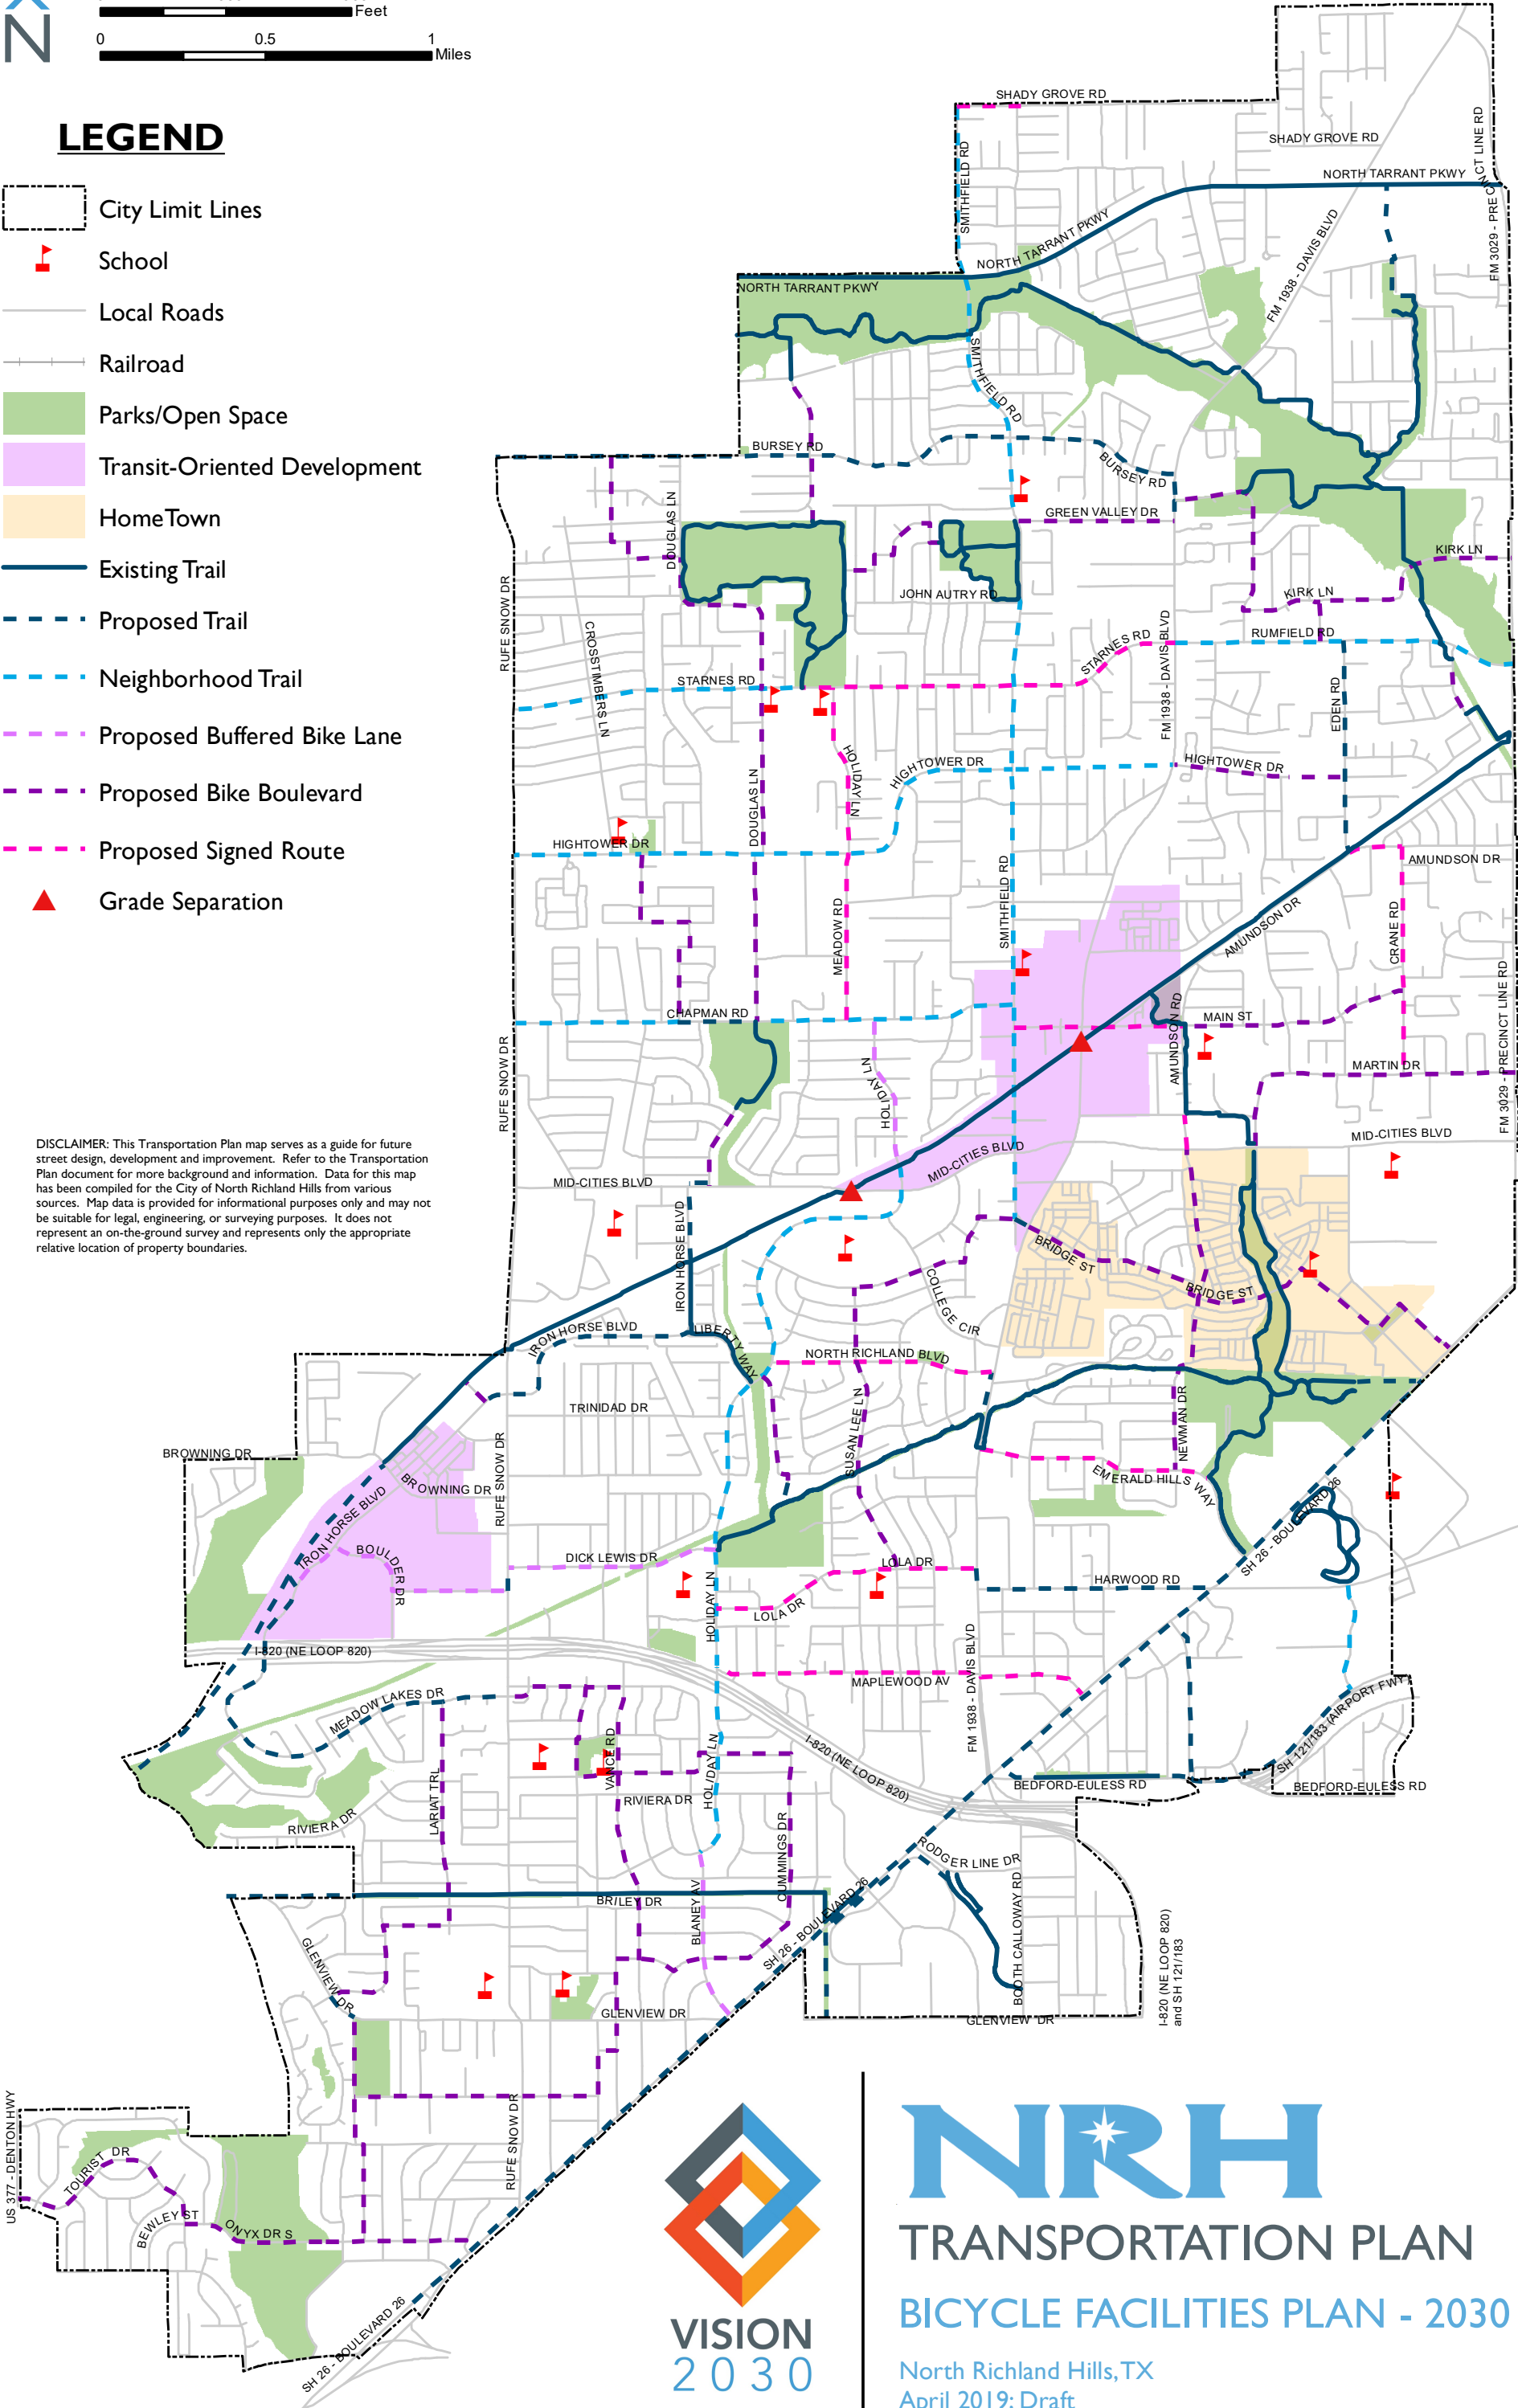 N
Feet
0 0.5 1
Miles
LEGEND
City Limit Lines
School
Local Roads
Railroad
Parks/Open Space
Transit-Oriented Development
HomeTown
Existing Trail
Proposed Trail
Neighborhood Trail
Proposed Buffered Bike Lane
Proposed Bike Boulevard
Proposed Signed Route
Grade Separation
DISCLAIMER: This Transportation Plan map serves as a guide for future
street design, development and improvement. Refer to the Transportation
Plan document for more background and information. Data for this map
has been compiled for the City of North Richland Hills from various
sources. Map data is provided for informational purposes only and may not
be suitable for legal, engineering, or surveying purposes. It does not
represent an on-the-ground survey and represents only the appropriate
relative location of property boundaries.
SHADY GROVE RD
SHADY GROVE RD
SMITHFIELD RD
NORTH TARRANT PKWY
NORTH TARRANT PKWY
NORTH TARRANT PKWY
FM 1938 - DAVIS BLVD
FM 3029 - PRECINCT LINE RD
SMITHFIELD RD
BURSEY RD
BURSEY RD
DOUGLAS LN
GREEN VALLEY DR
KIRK LN
KIRK LN
JOHN AUTRY RD
RUFE SNOW DR
CROSSTIMBERS LN
STARNES RD
STARNES RD
FM 1938 - DAVIS BLVD
RUMFIELD RD
EDEN RD
HOLIDAY LN
HIGHTOWER DR
HIGHTOWER DR
DOUGLAS LN
HIGHTOWER DR
AMUNDSON DR
SMITHFIELD RD
MEADOW RD
AMUNDSON DR
CRANE RD
CHAPMAN RD
MAIN ST
AMUNDSON RD
RUFE SNOW DR
HOLIDAY LN
MARTIN DR
FM 3029 - PRECINCT LINE RD
MID-CITIES BLVD
MID-CITIES BLVD
MID-CITIES BLVD
IRON HORSE BLVD
BRIDGE ST
BRIDGE ST
COLLEGE CIR
IRON HORSE BLVD
LIBERTY WAY
NORTH RICHLAND BLVD
TRINIDAD DR
SUSAN LEE LN
NEWMAN DR
BROWNING DR
BROWNING DR
RUFE SNOW DR
EMERALD HILLS WAY
IRON HORSE BLVD
BOULDER DR
SH 26 - BOULEVARD 26
DICK LEWIS DR
LOLA DR
HARWOOD RD
HOLIDAY LN
LOLA DR
I-820 (NE LOOP 820)
FM 1938 - DAVIS BLVD
MAPLEWOOD AV
MEADOW LAKES DR
VANCE RD
HOLIDAY LN
I-820 (NE LOOP 820)
SH 121/183 (AIRPORT FWY)
BEDFORD-EULESS RD
BEDFORD-EULESS RD
LARIAT TRL
RIVIERA DR
RIVIERA DR
CUMMINGS DR
RODGER LINE DR
BRILEY DR
BLANEY AV
SH 26 - BOULEVARD 26
BOOTH CALLOWAY RD
I-820 (NE LOOP 820)
and SH 121/183
GLENVIEW DR
GLENVIEW DR
GLENVIEW DR
US 377 - DENTON HWY
TOURIST DR
BEWLEY ST
ONYX DR S
RUFE SNOW DR
SH 26 - BOULEVARD 26
VISION
2030
NRH
TRANSPORTATION PLAN
BICYCLE FACILITIES PLAN - 2030
North Richland Hills, TX
April 2019: Draft